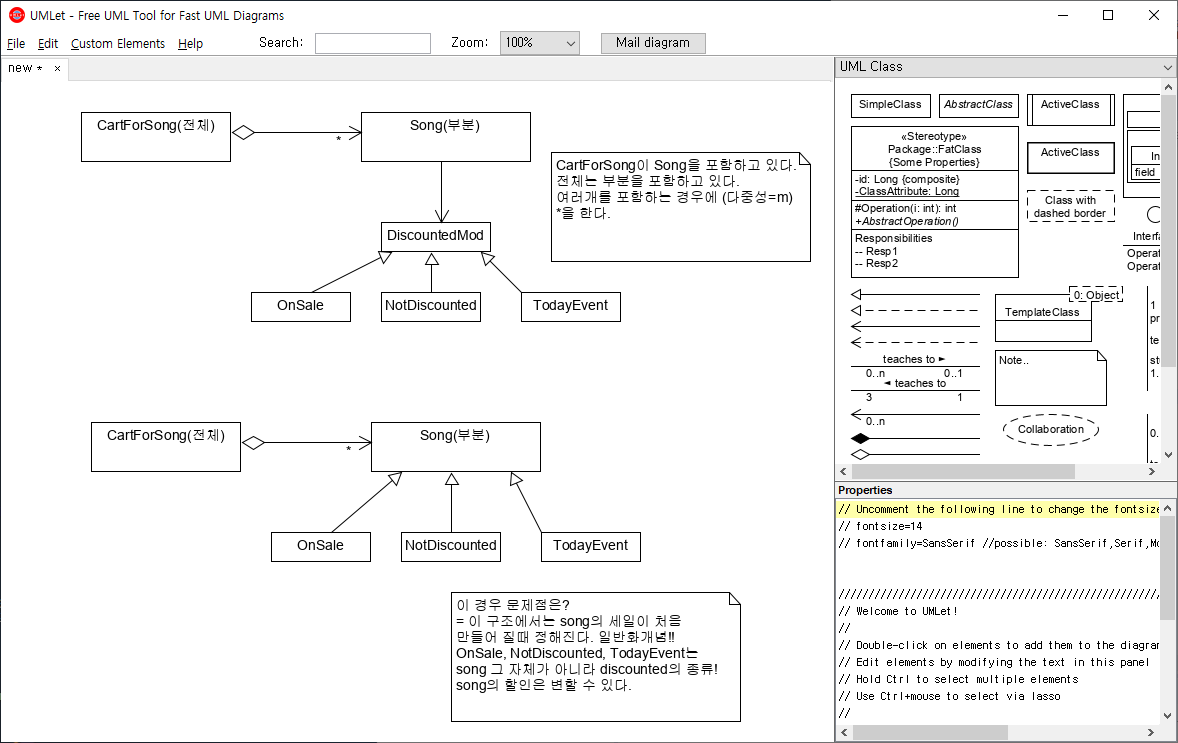 UMLet - Free UML Tool for Fast UML Diagrams
File Edit Custom Elements Help Search: Zoom: 100% Mail diagram
new * ×
CartForSong(전체)
*
Song(부분)
CartForSong이 Song을 포함하고 있다.
전체는 부분을 포함하고 있다.
여러개를 포함하는 경우에 (다중성=m)
*을 한다.
DiscountedMod
OnSale
NotDiscounted
TodayEvent
CartForSong(전체)
*
Song(부분)
OnSale
NotDiscounted
TodayEvent
이 경우 문제점은?
= 이 구조에서는 song의 세일이 처음
만들어 질때 정해진다. 일반화개념!!
OnSale, NotDiscounted, TodayEvent는
song 그 자체가 아니라 discounted의 종류!
song의 할인은 변할 수 있다.
UML Class
SimpleClass
AbstractClass
ActiveClass
«Stereotype»
Package::FatClass
{Some Properties}
-id: Long {composite}
-ClassAttribute: Long
#Operation(i: int): int
+AbstractOperation()
Responsibilities
-- Resp1
-- Resp2
ActiveClass
In
field
Class with
dashed border
Interfa
Operat
Operat
0: Object
TemplateClass
1
pr
te
st
1.
teaches to ►
0..n 0..1
◄ teaches to
3 1
0..n
Note..
Collaboration
0.
Properties
// Uncomment the following line to change the fontsize
// fontsize=14
// fontfamily=SansSerif //possible: SansSerif,Serif,Mo
//////////////////////////////////////////////////////
// Welcome to UMLet!
//
// Double-click on elements to add them to the diagram
// Edit elements by modifying the text in this panel
// Hold Ctrl to select multiple elements
// Use Ctrl+mouse to select via lasso
//